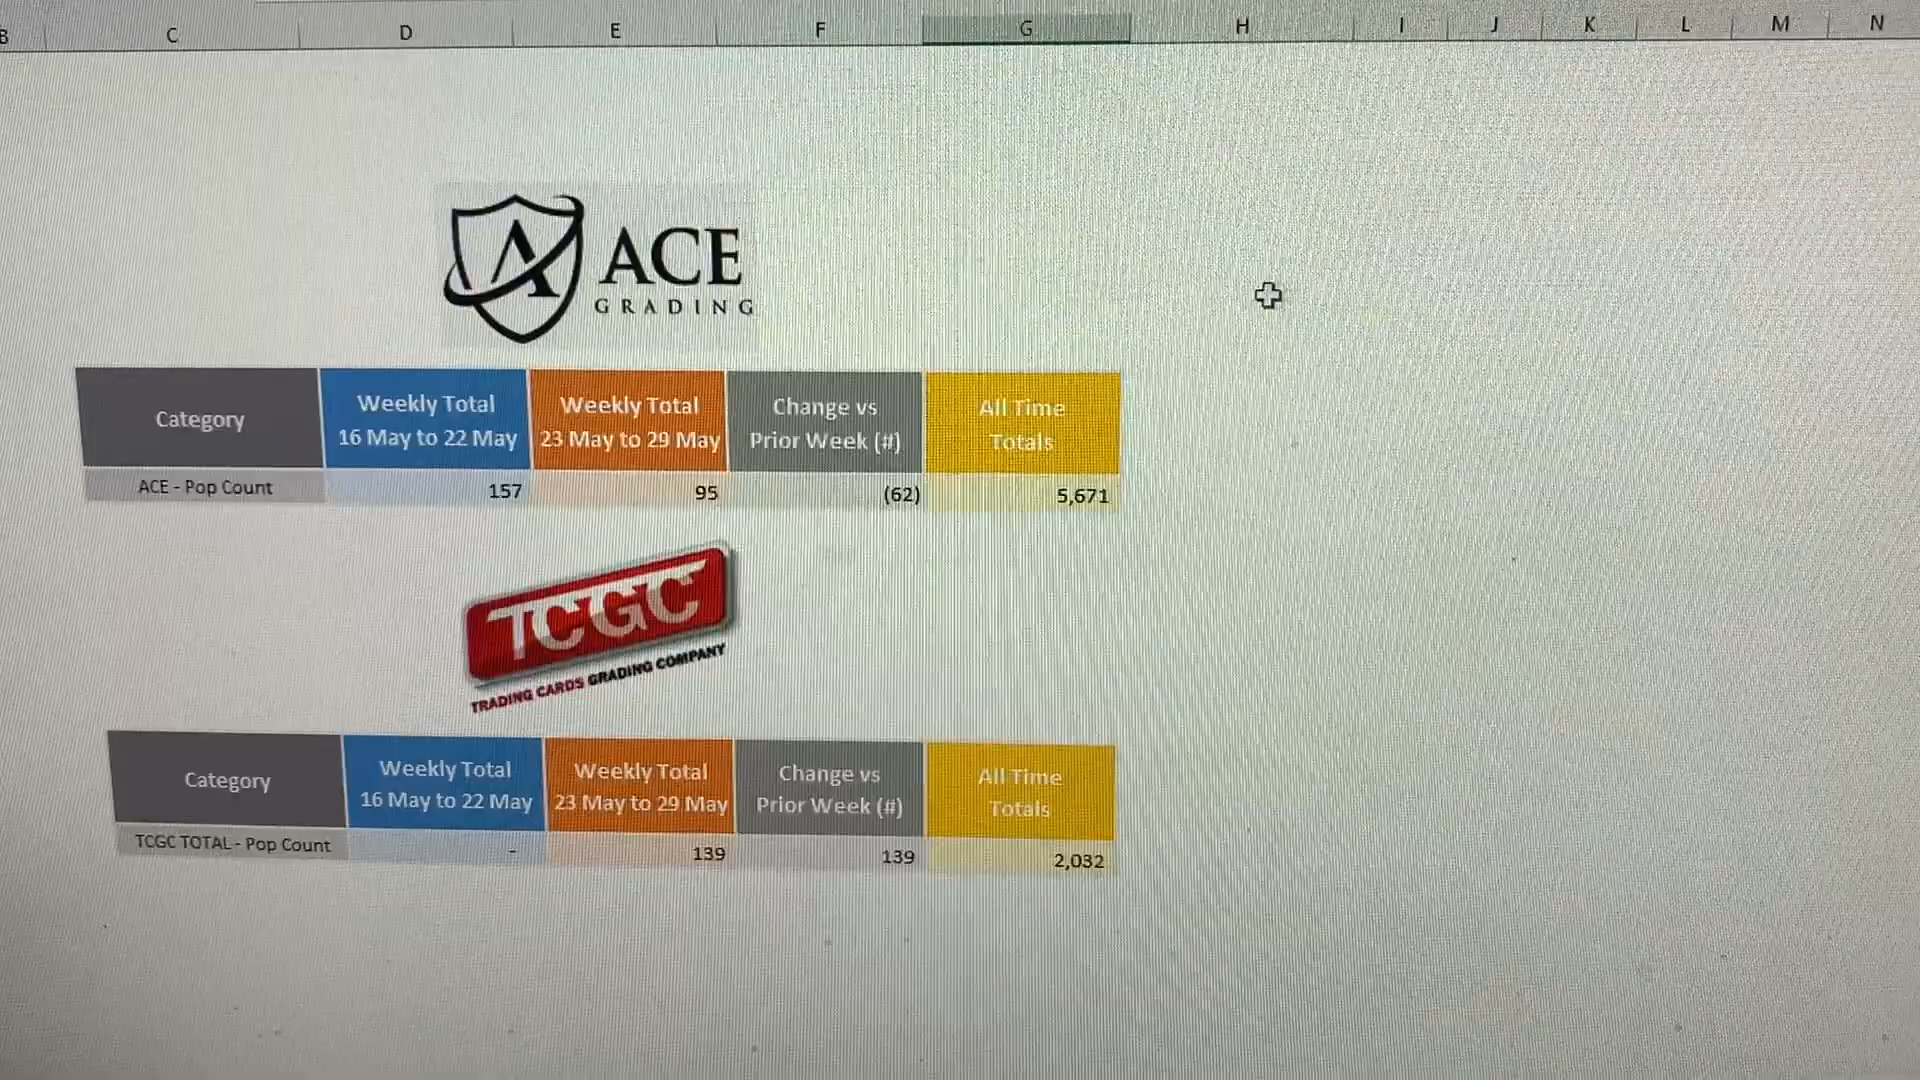 B C D E F G H I J K L M N
A ACE
GRADING
Category Weekly Total 16 May to 22 May Weekly Total 23 May to 29 May Change vs Prior Week (#) All Time Totals
ACE - Pop Count 157 95 (62) 5,671
TCGC
TRADING CARDS GRADING COMPANY
Category Weekly Total 16 May to 22 May Weekly Total 23 May to 29 May Change vs Prior Week (#) All Time Totals
TCGC TOTAL - Pop Count - 139 139 2,032